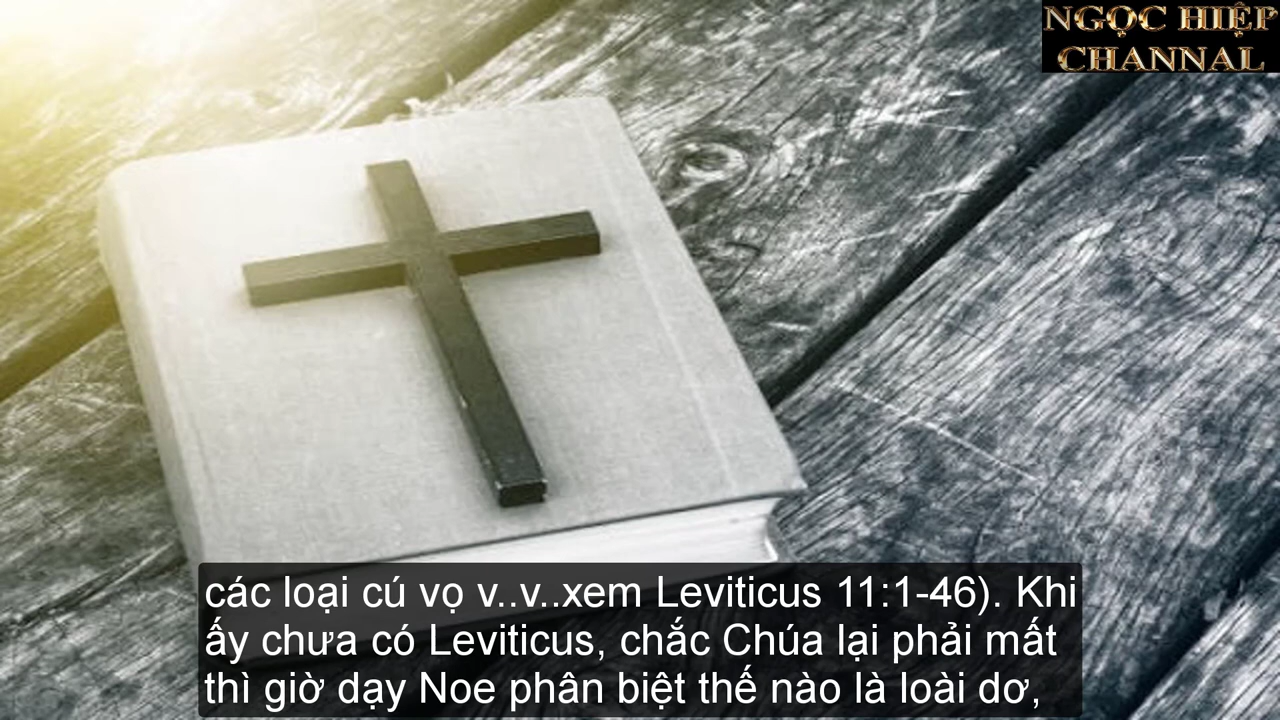 NGỌC HIỆP
CHANNAL
các loại cú vọ v..v..xem Leviticus 11:1-46). Khi
ấy chưa có Leviticus, chắc Chúa lại phải mất
thì giờ dạy Noe phân biệt thế nào là loài dơ,